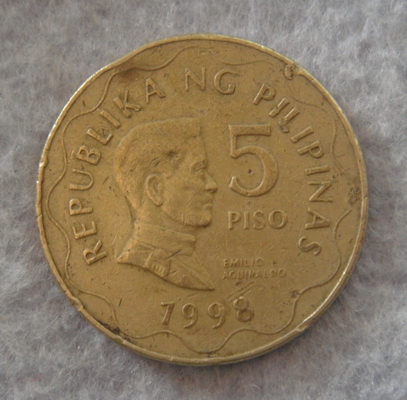 REPUBLIKA NG PILIPINAS
5
PISO
EMILIO
AGUINALDO
1998